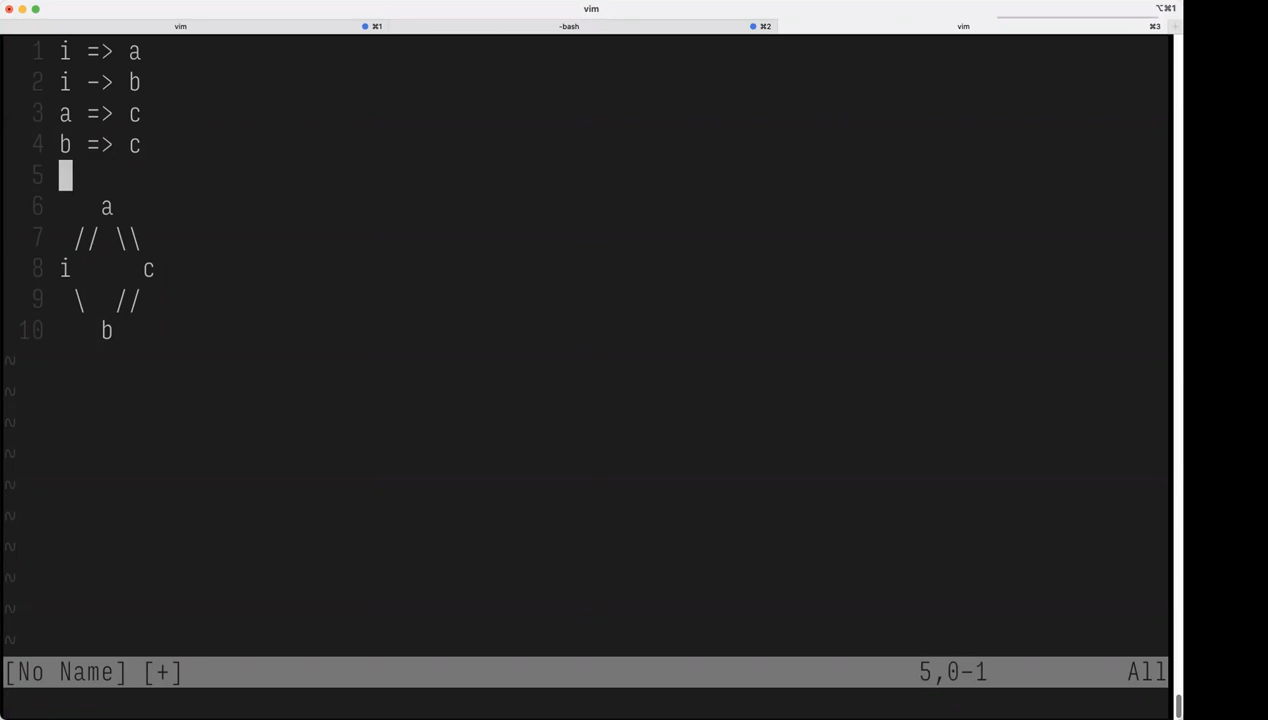 vim
⌥⌘1
vim ⌘1 -bash ⌘2 vim ⌘3 +
1 i => a
2 i -> b
3 a => c
4 b => c
5
6    a
7  // \\
8 i     c
9  \  //
10    b
~
~
~
~
~
~
~
~
~
~
[No Name] [+] 5,0-1 All